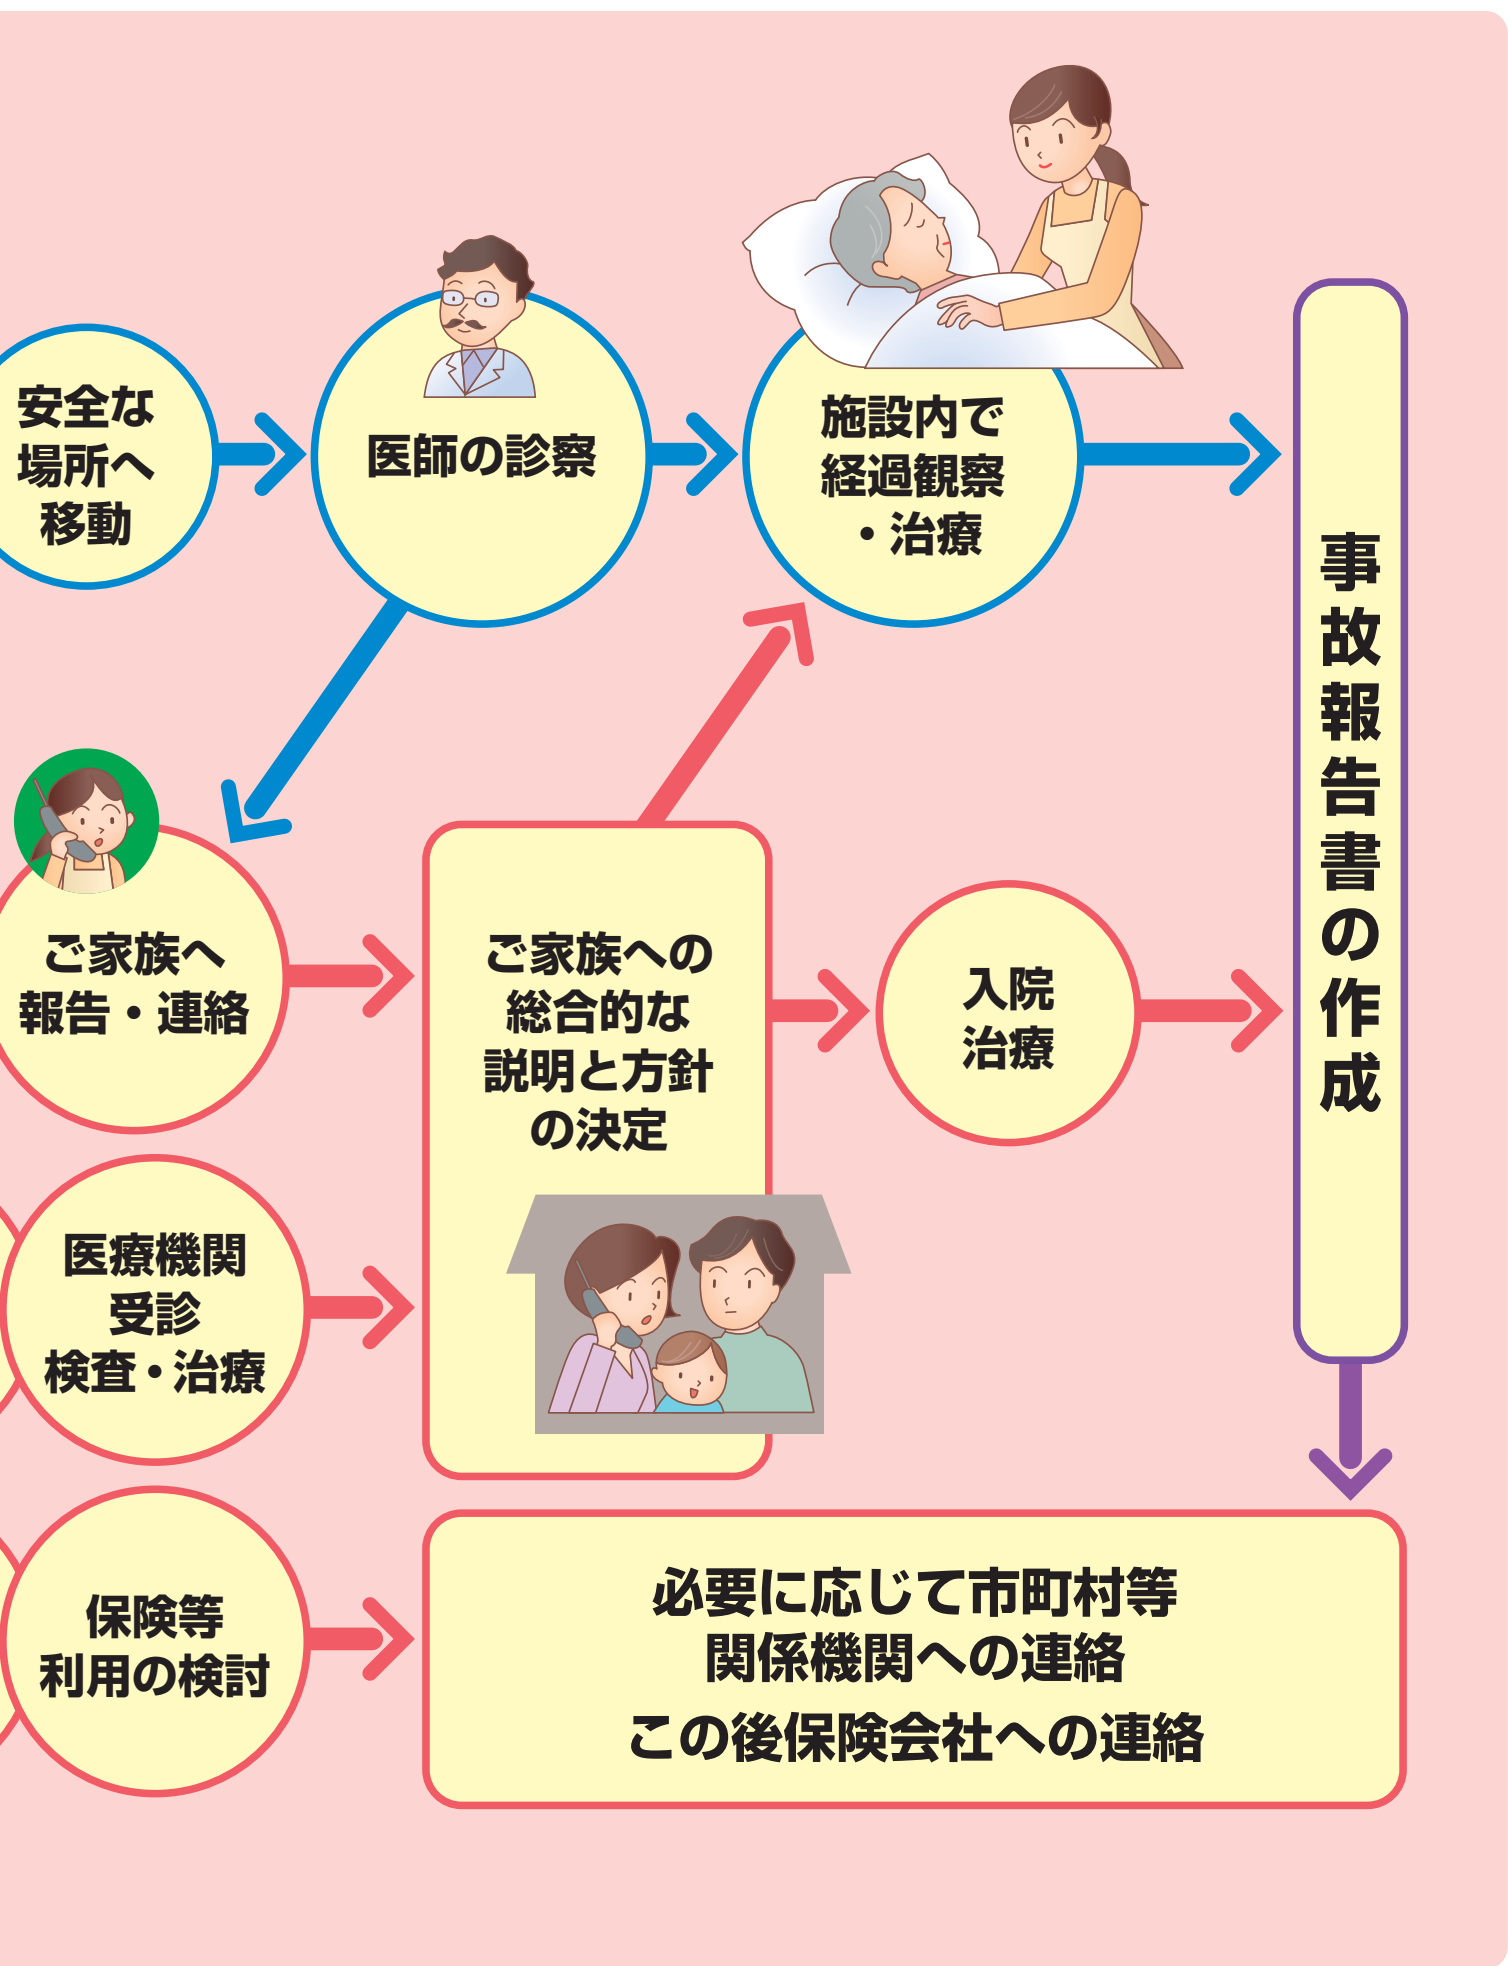 安全な
場所へ
移動
医師の診察
施設内で
経過観察
・治療
事故報告書の作成
ご家族へ
報告・連絡
ご家族への
総合的な
説明と方針
の決定
入院
治療
医療機関
受診
検査・治療
保険等
利用の検討
必要に応じて市町村等
関係機関への連絡
この後保険会社への連絡